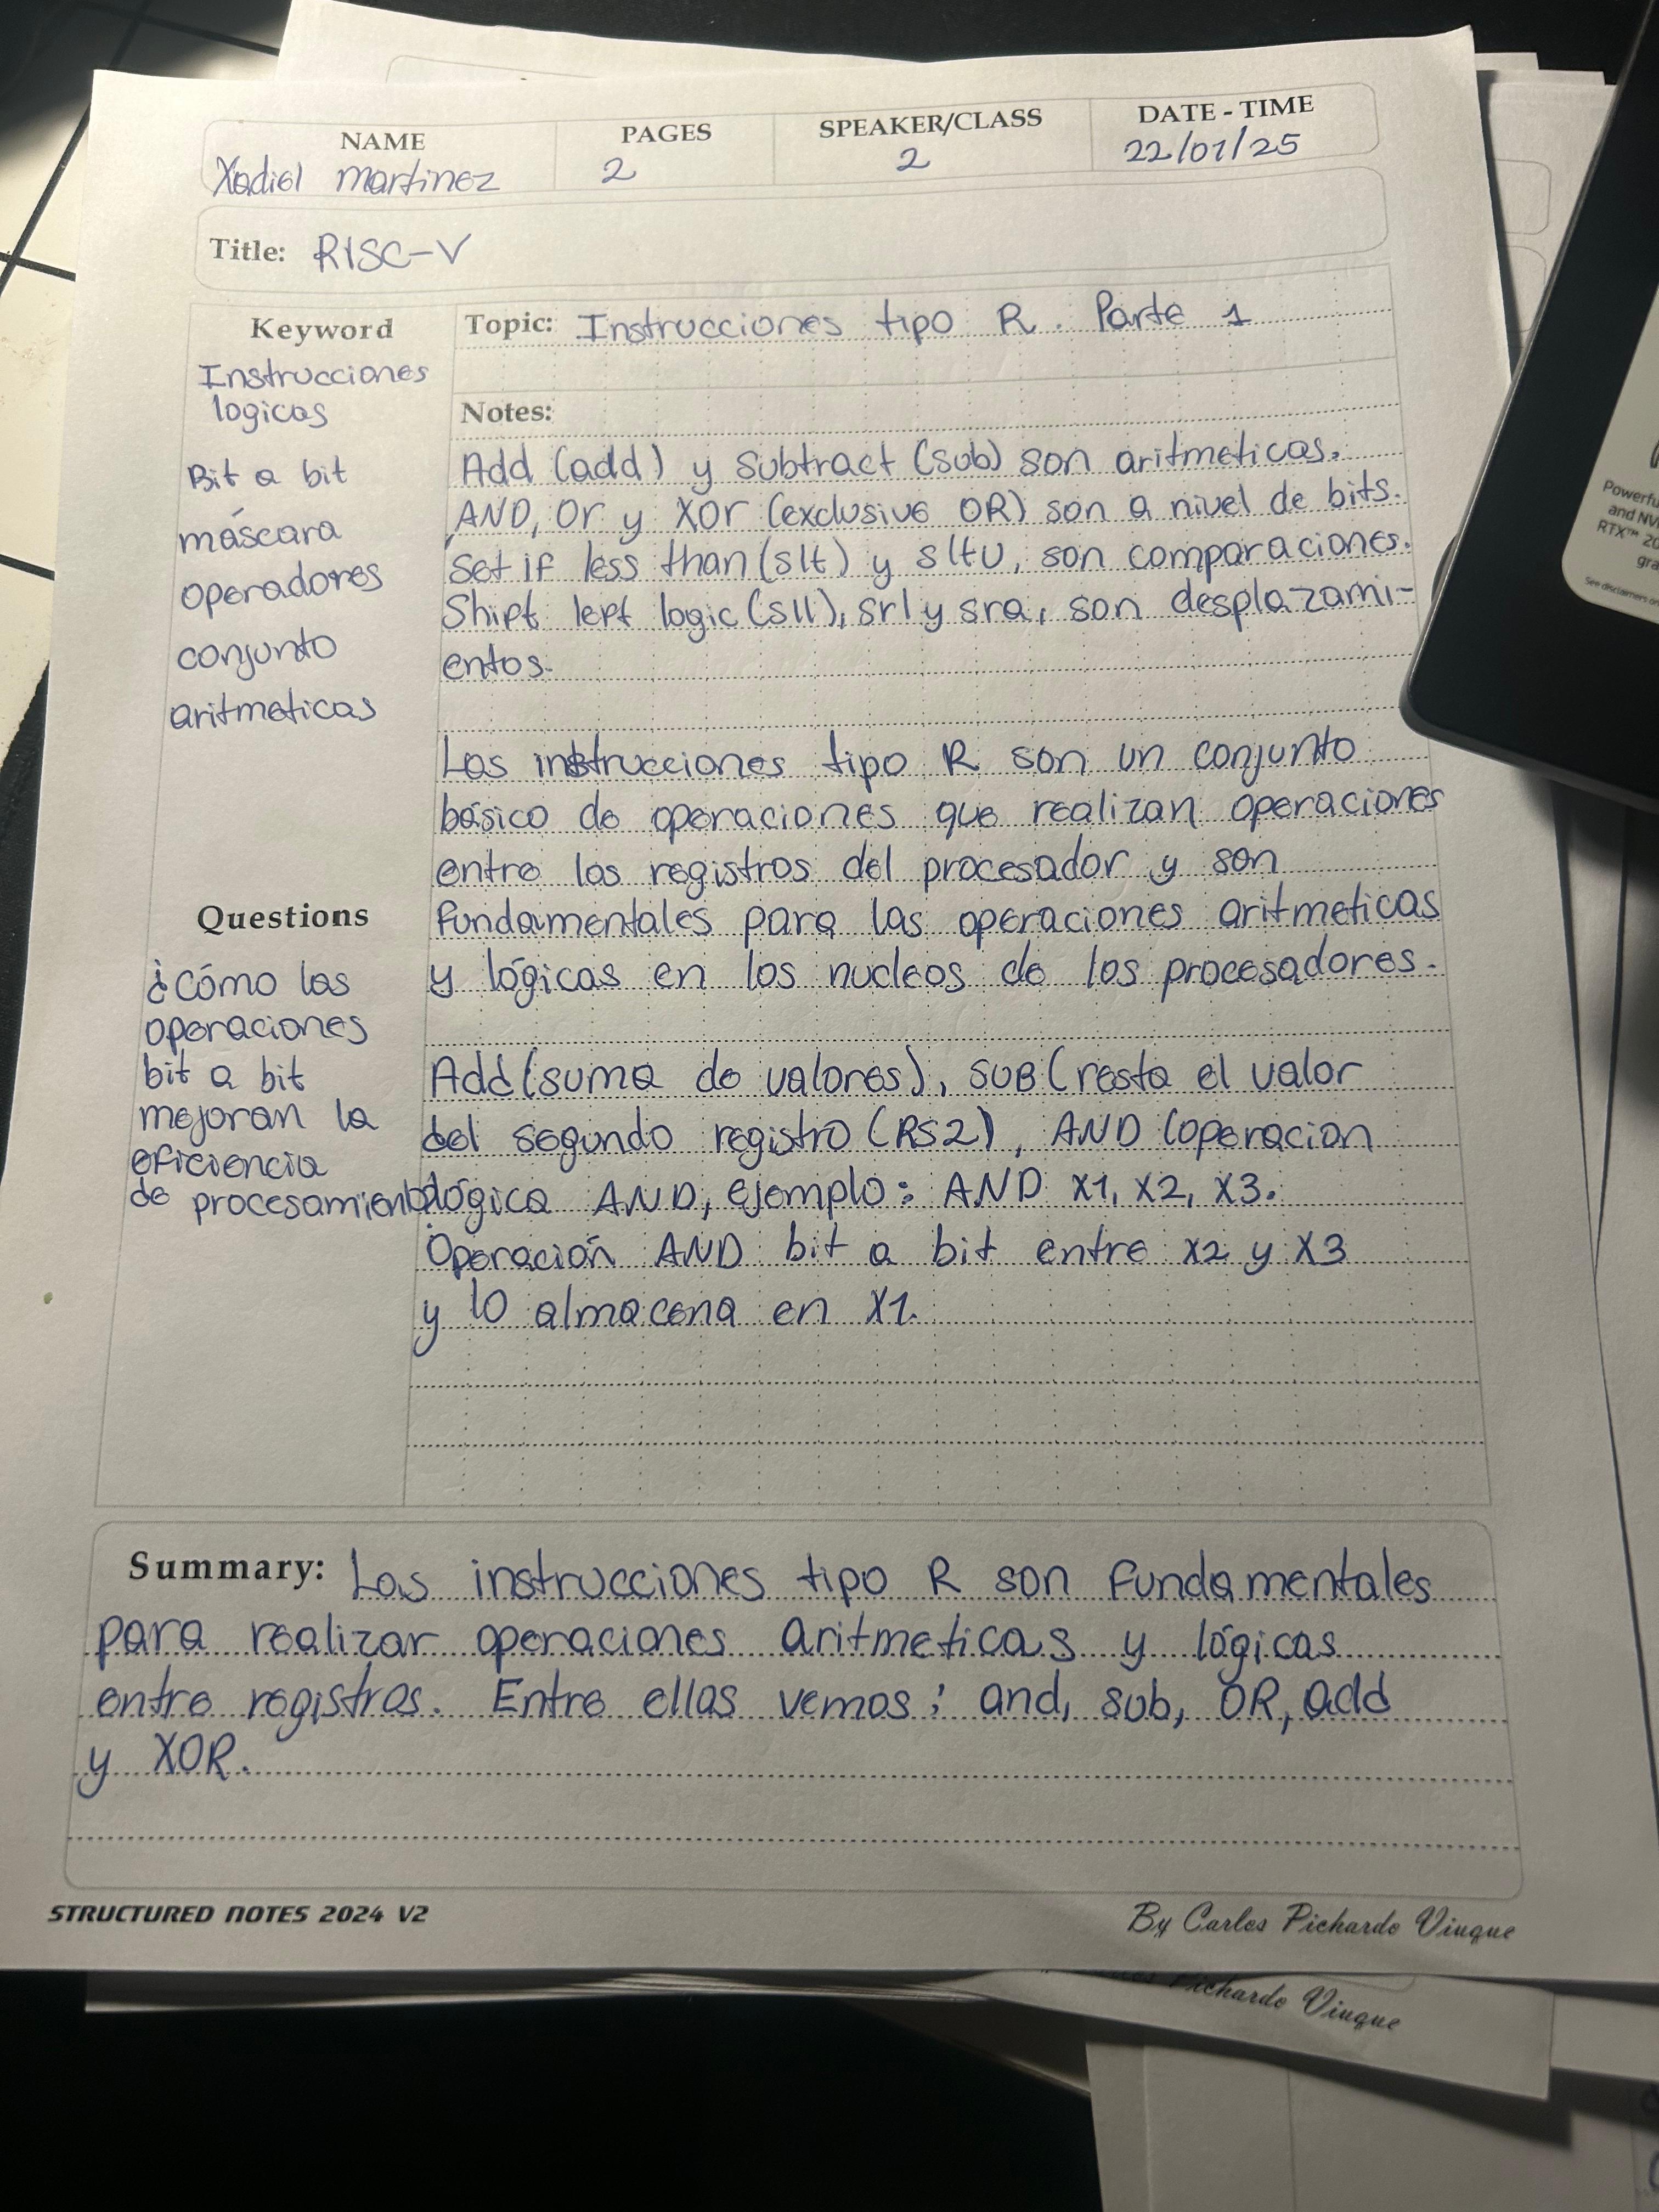 NAME PAGES SPEAKER/CLASS DATE - TIME
Xadiel Martinez 2 2 22/01/25
Title: RISC-V
Keyword
Instrucciones
logicas
Bit a bit
máscara
operadores
conjunto
aritmeticas
Questions
¿Cómo las
operaciones
bit a bit
mejoran la
eficiencia
de procesamiento
Topic: Instrucciones tipo R. Parte 1
Notes:
Add (add) y subtract (sub) son aritmeticas.
AND, Or y XOr (exclusive OR) son a nivel de bits.
Set if less than (slt) y sltu, son comparaciones.
Shift left logic (sll), srl y sra, son desplazami-
entos.
Las instrucciones tipo R son un conjunto
básico de operaciones que realizan operaciones
entre los registros del procesador y son
fundamentales para las operaciones aritmeticas
y lógicas en los nucleos de los procesadores.
Add (suma de valores), SUB (resta el valor
del segundo registro (RS2), AND (operacion
lógica AND, ejemplo: AND X1, X2, X3.
Operación AND bit a bit entre X2 y X3
y lo almacena en X1.
Summary: Las instrucciones tipo R son fundamentales
para realizar operaciones aritmeticas y lógicas
entre registros. Entre ellas vemos: and, sub, OR, add
y XOR.
STRUCTURED NOTES 2024 V2
By Carlos Pichardo Viuque
Pichardo Viuque
Powerfu
and NV
RTX™ 20
gra
See disclaimers on